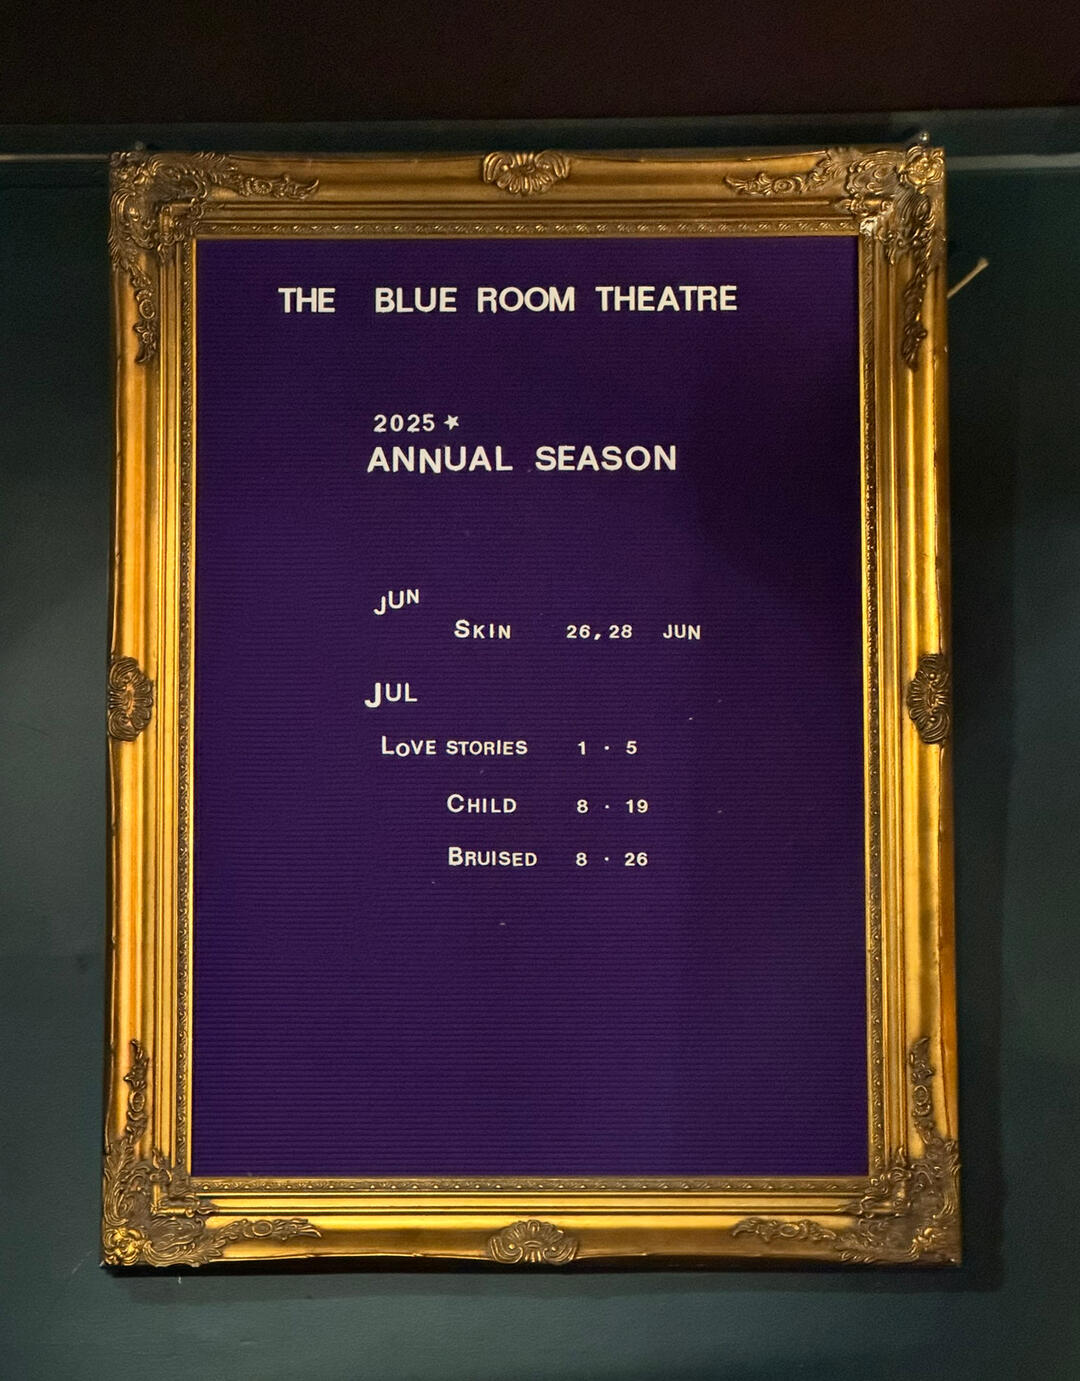 THE BLUE ROOM THEATRE
2025 ★
ANNUAL SEASON
JUN
SKIN 26,28 JUN
JUL
LOVE STORIES 1 · 5
CHILD 8 · 19
BRUISED 8 · 26